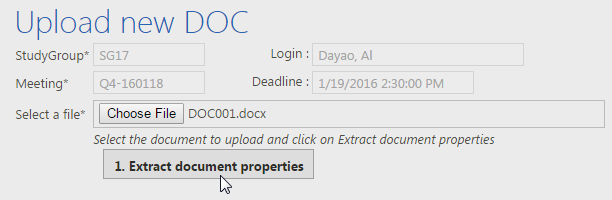 Upload new DOC
StudyGroup* SG17 Login : Dayao, Al
Meeting* Q4-160118 Deadline : 1/19/2016 2:30:00 PM
Select a file* Choose File DOC001.docx
Select the document to upload and click on Extract document properties
1. Extract document properties